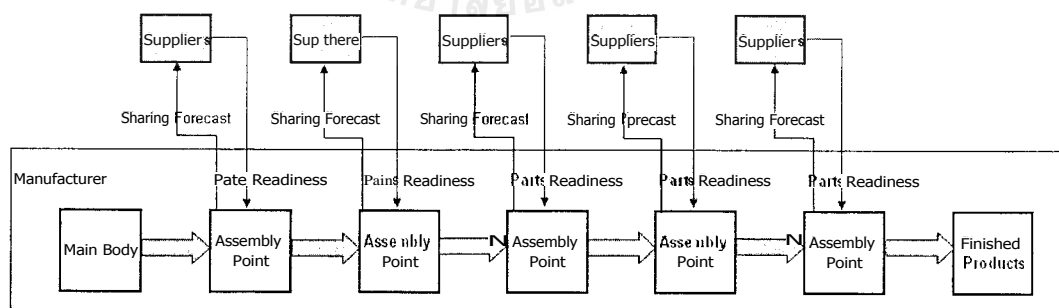 Suppliers Sup there Suppliers Suppliers Suppliers
Sharing Forecast Sharing Forecast Sharing Forecast Sharing Pprecast Sharing Forecast
Manufacturer Pate Readiness Pains Readiness Parts Readiness Parts Readiness Parts Readiness
Main Body
Assembly
Point
Assembly
Point
Assembly
Point
Assembly
Point
Assembly
Point
Finished
Products